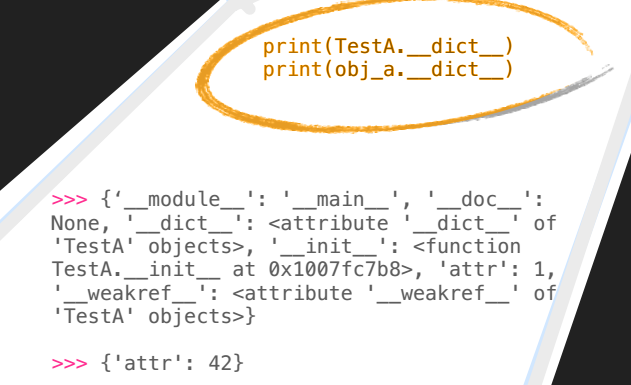 print(TestA.__dict__)
print(obj_a.__dict__)
>>> {‘__module__': '__main__', '__doc__':
None, '__dict__': <attribute '__dict__' of
'TestA' objects>, '__init__': <function
TestA.__init__ at 0x1007fc7b8>, 'attr': 1,
'__weakref__': <attribute '__weakref__' of
'TestA' objects>}
>>> {'attr': 42}